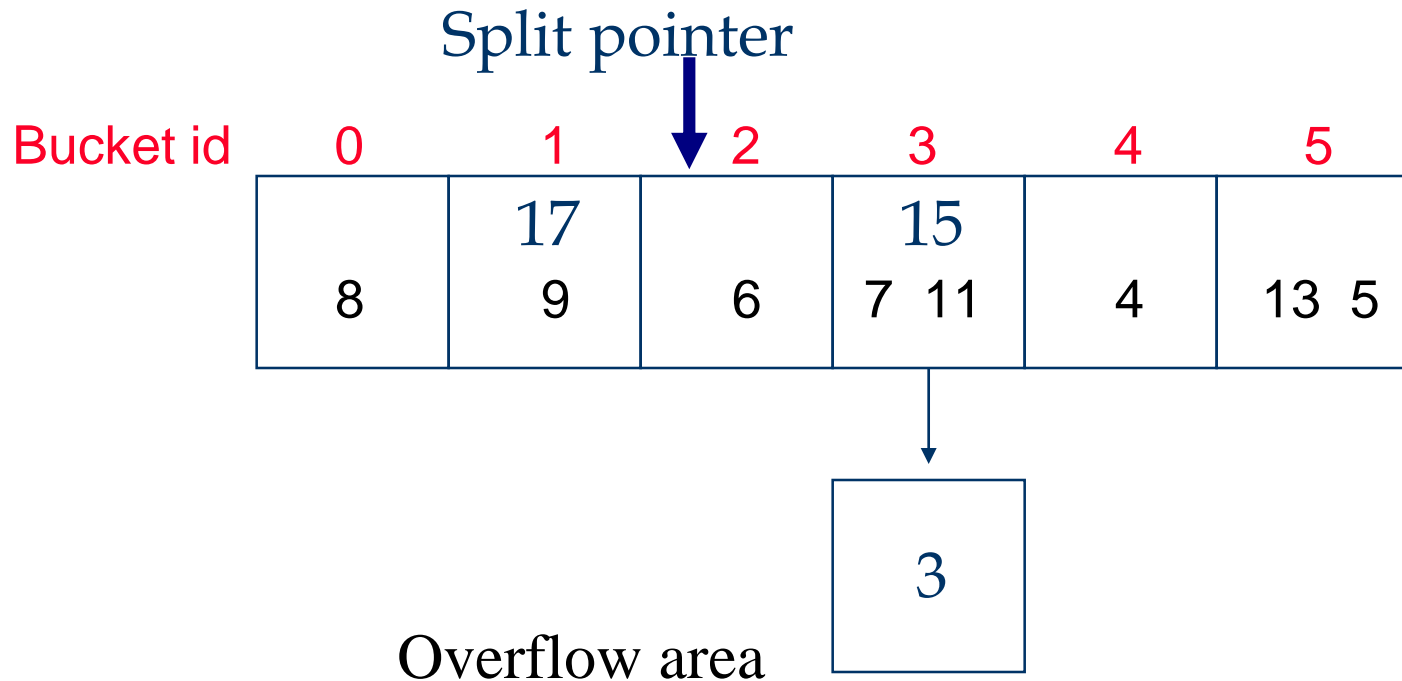 Split pointer
Bucket id 0 1 2 3 4 5
17 15
8 9 6 7 11 4 13 5
3
Overflow area